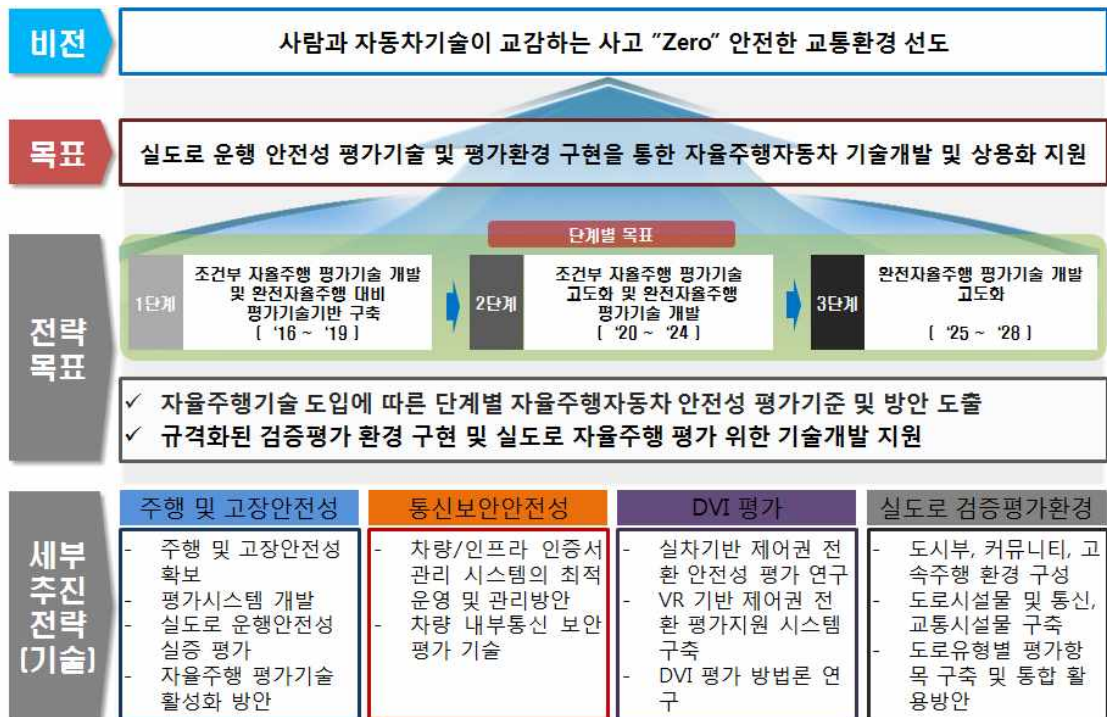 비전
사람과 자동차기술이 교감하는 사고 "Zero" 안전한 교통환경 선도
목표
실도로 운행 안전성 평가기술 및 평가환경 구현을 통한 자율주행자동차 기술개발 및 상용화 지원
전략
목표
단계별 목표
1단계
조건부 자율주행 평가기술 개발
및 완전자율주행 대비
평가기술기반 구축
( '16 ~ '19 )
2단계
조건부 자율주행 평가기술
고도화 및 완전자율주행
평가기술 개발
( '20 ~ '24 )
3단계
완전자율주행 평가기술 개발
고도화
( '25 ~ '28 )
✓ 자율주행기술 도입에 따른 단계별 자율주행자동차 안전성 평가기준 및 방안 도출
✓ 규격화된 검증평가 환경 구현 및 실도로 자율주행 평가 위한 기술개발 지원
세부
추진
전략
(기술)
주행 및 고장안전성
- 주행 및 고장안전성
확보
- 평가시스템 개발
- 실도로 운행안전성
실증 평가
- 자율주행 평가기술
활성화 방안
통신보안안전성
- 차량/인프라 인증서
관리 시스템의 최적
운영 및 관리방안
- 차량 내부통신 보안
평가 기술
DVI 평가
- 실차기반 제어권 전
환 안전성 평가 연구
- VR 기반 제어권 전
환 평가지원 시스템
구축
- DVI 평가 방법론 연
구
실도로 검증평가환경
- 도시부, 커뮤니티, 고
속주행 환경 구성
- 도로시설물 및 통신,
교통시설물 구축
- 도로유형별 평가항
목 구축 및 통합 활
용방안